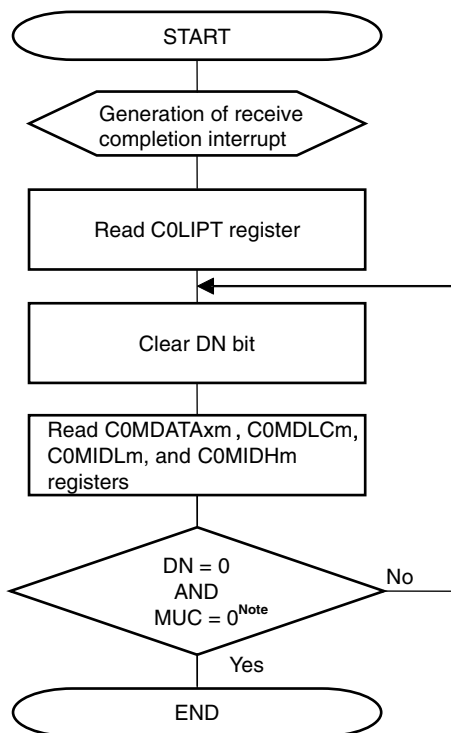 START
Generation of receive
completion interrupt
Read C0LIPT register
Clear DN bit
Read C0MDATAxm , C0MDLCm,
C0MIDLm, and C0MIDHm
registers
DN = 0
AND
MUC = 0Note
No
Yes
END